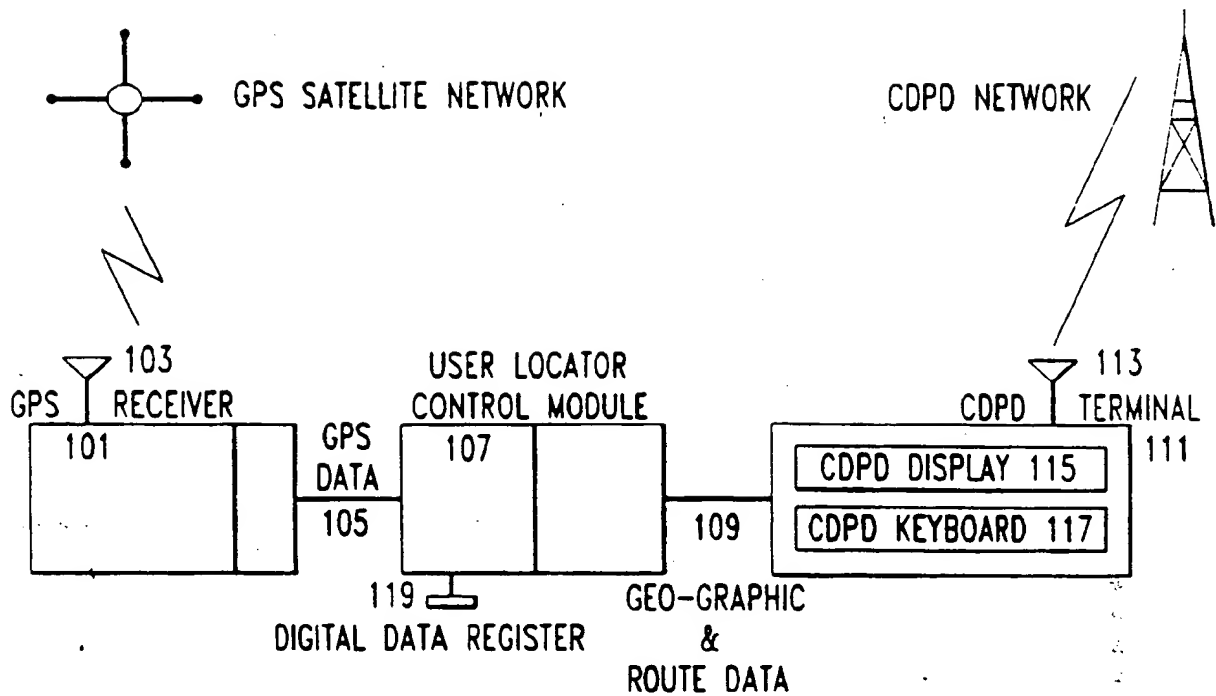 GPS SATELLITE NETWORK
CDPD NETWORK
103
GPS RECEIVER
101
GPS
DATA
105
USER LOCATOR
CONTROL MODULE
107
119
DIGITAL DATA REGISTER
109
GEO-GRAPHIC
&
ROUTE DATA
113
CDPD TERMINAL
111
CDPD DISPLAY 115
CDPD KEYBOARD 117